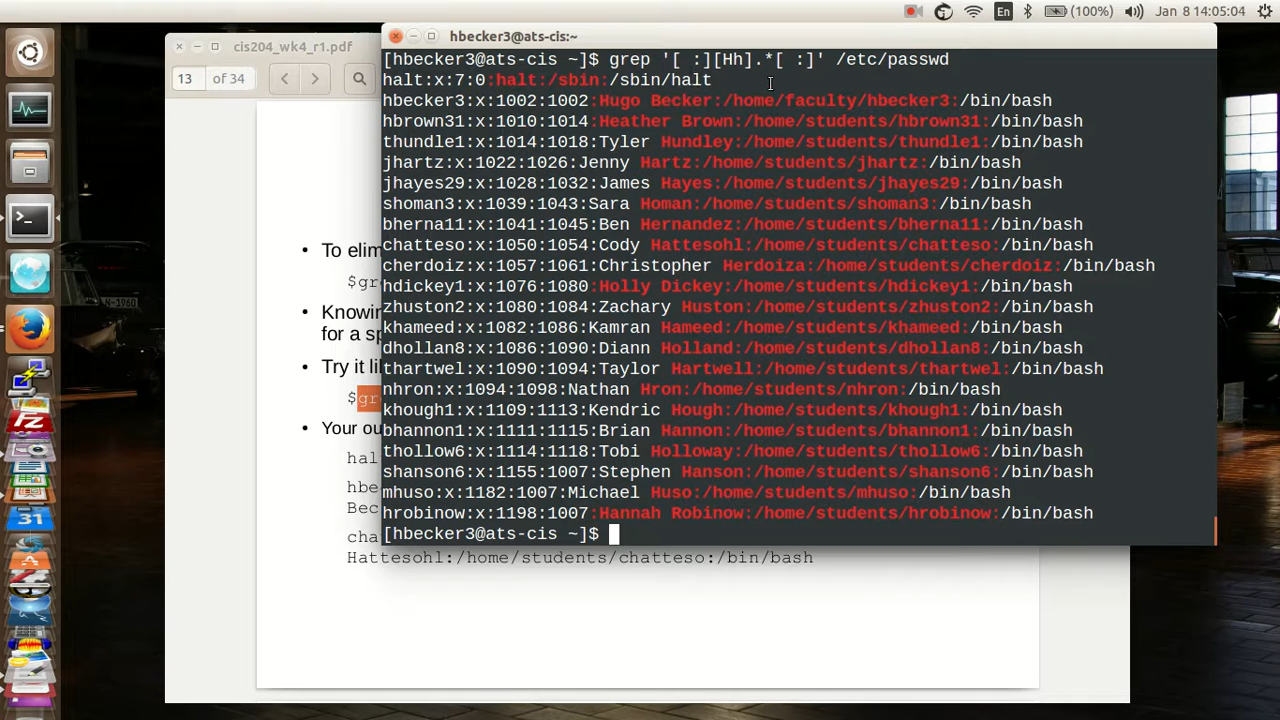 En
(100%)
Jan 8 14:05:04
cis204_wk4_r1.pdf
13 of 34
• To elim
$g
• Knowin
for a sp
• Try it lik
$gr
• Your ou
hal
hbe
Bec
cha
Hattesohl:/home/students/chatteso:/bin/bash
hbecker3@ats-cis:~
[hbecker3@ats-cis ~]$ grep '[ :][Hh].*[ :]' /etc/passwd
halt:x:7:0:halt:/sbin:/sbin/halt
hbecker3:x:1002:1002:Hugo Becker:/home/faculty/hbecker3:/bin/bash
hbrown31:x:1010:1014:Heather Brown:/home/students/hbrown31:/bin/bash
thundle1:x:1014:1018:Tyler Hundley:/home/students/thundle1:/bin/bash
jhartz:x:1022:1026:Jenny Hartz:/home/students/jhartz:/bin/bash
jhayes29:x:1028:1032:James Hayes:/home/students/jhayes29:/bin/bash
shoman3:x:1039:1043:Sara Homan:/home/students/shoman3:/bin/bash
bherna11:x:1041:1045:Ben Hernandez:/home/students/bherna11:/bin/bash
chatteso:x:1050:1054:Cody Hattesohl:/home/students/chatteso:/bin/bash
cherdoiz:x:1057:1061:Christopher Herdoiza:/home/students/cherdoiz:/bin/bash
hdickey1:x:1076:1080:Holly Dickey:/home/students/hdickey1:/bin/bash
zhuston2:x:1080:1084:Zachary Huston:/home/students/zhuston2:/bin/bash
khameed:x:1082:1086:Kamran Hameed:/home/students/khameed:/bin/bash
dhollan8:x:1086:1090:Diann Holland:/home/students/dhollan8:/bin/bash
thartwel:x:1090:1094:Taylor Hartwell:/home/students/thartwel:/bin/bash
nhron:x:1094:1098:Nathan Hron:/home/students/nhron:/bin/bash
khough1:x:1109:1113:Kendric Hough:/home/students/khough1:/bin/bash
bhannon1:x:1111:1115:Brian Hannon:/home/students/bhannon1:/bin/bash
thollow6:x:1114:1118:Tobi Holloway:/home/students/thollow6:/bin/bash
shanson6:x:1155:1007:Stephen Hanson:/home/students/shanson6:/bin/bash
mhuso:x:1182:1007:Michael Huso:/home/students/mhuso:/bin/bash
hrobinow:x:1198:1007:Hannah Robinow:/home/students/hrobinow:/bin/bash
[hbecker3@ats-cis ~]$
31